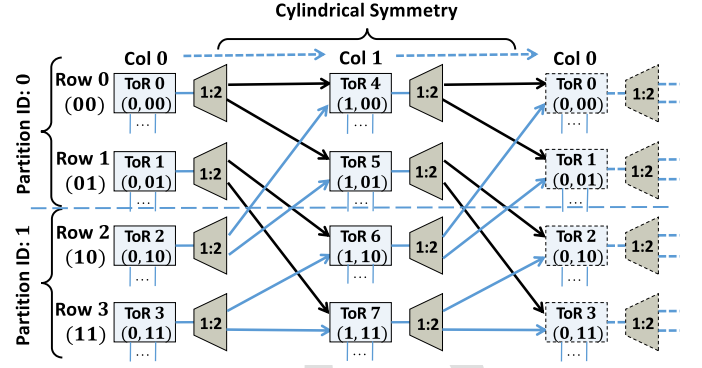 Cylindrical Symmetry
Col 0
Col 1
Col 0
Partition ID: 0
Partition ID: 1
Row 0
(00)
ToR 0
(0, 00)
...
1:2
ToR 4
(1, 00)
...
1:2
ToR 0
(0, 00)
...
1:2
Row 1
(01)
ToR 1
(0, 01)
...
1:2
ToR 5
(1, 01)
...
1:2
ToR 1
(0, 01)
...
1:2
Row 2
(10)
ToR 2
(0, 10)
...
1:2
ToR 6
(1, 10)
...
1:2
ToR 2
(0, 10)
...
1:2
Row 3
(11)
ToR 3
(0, 11)
...
1:2
ToR 7
(1, 11)
...
1:2
ToR 3
(0, 11)
...
1:2